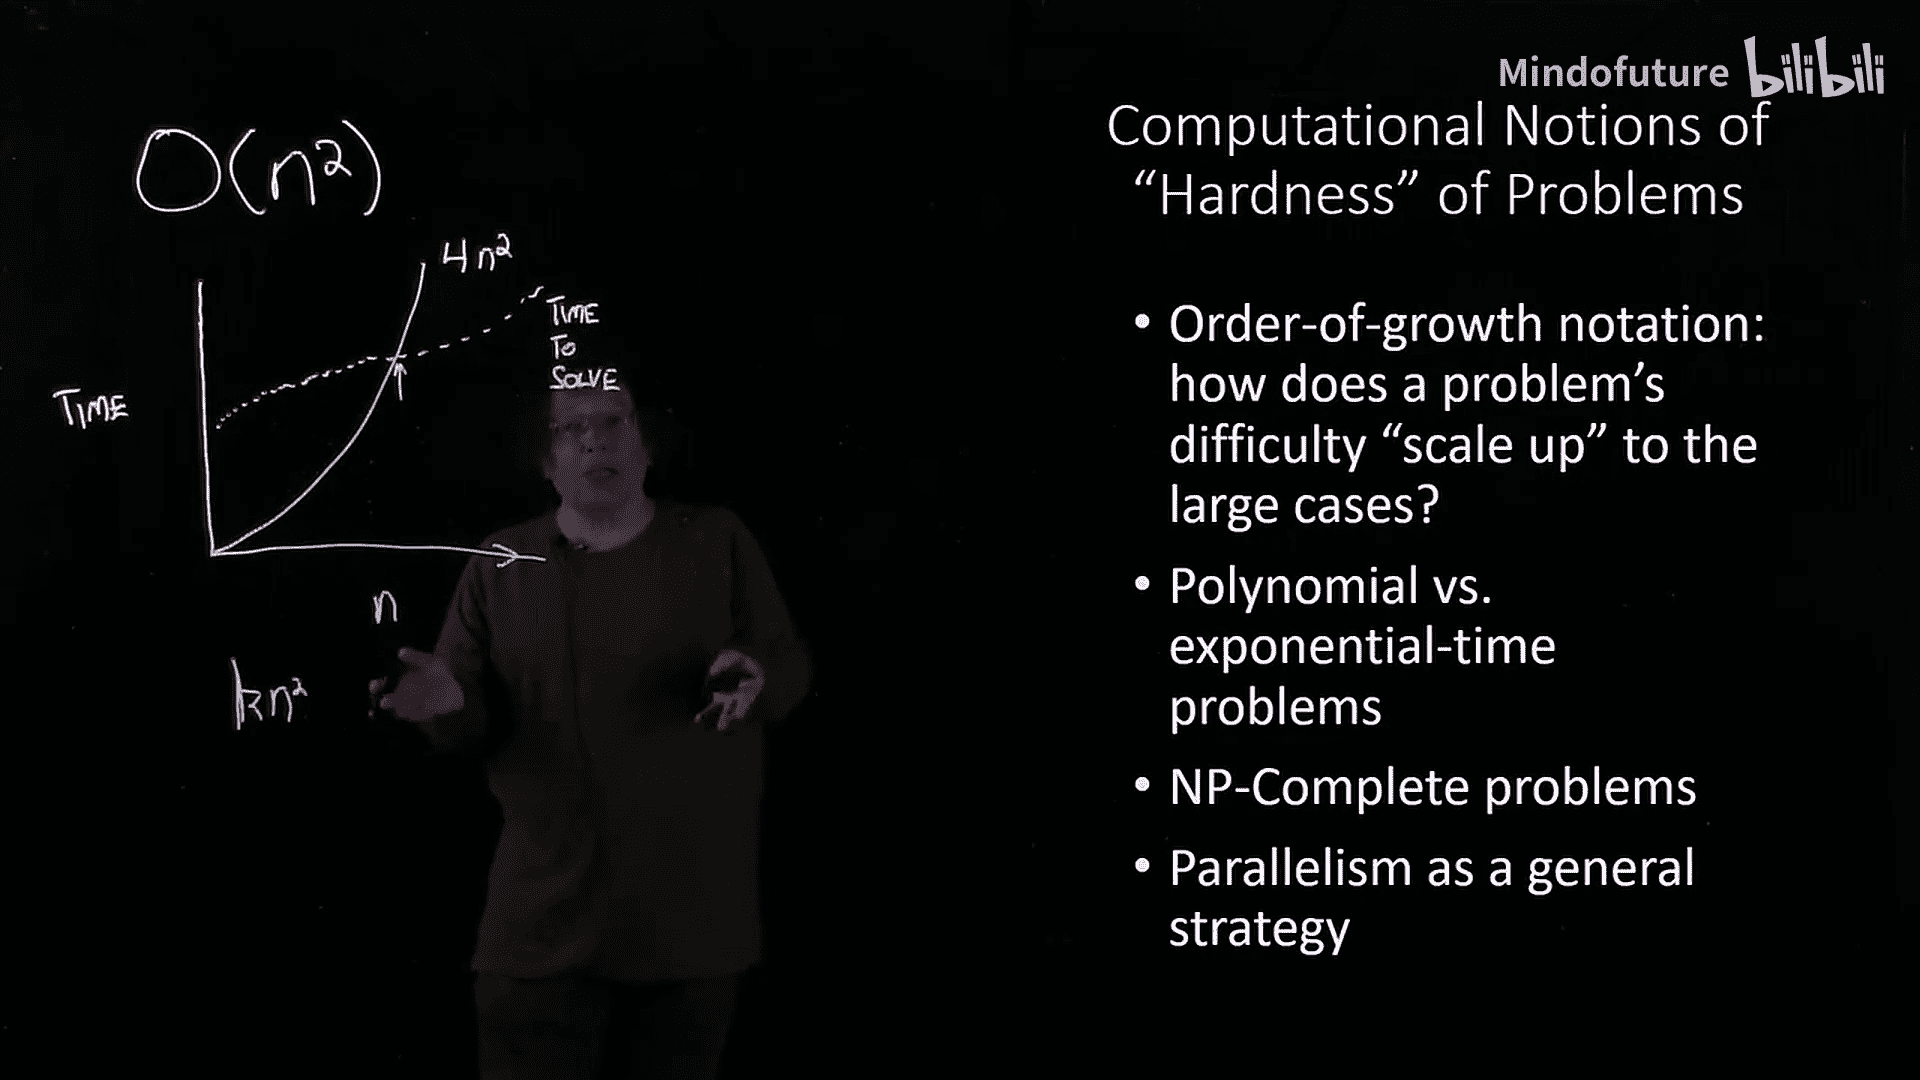 Mindofuture bilibili
Computational Notions of
“Hardness” of Problems
• Order-of-growth notation:
how does a problem’s
difficulty “scale up” to the
large cases?
• Polynomial vs.
exponential-time
problems
• NP-Complete problems
• Parallelism as a general
strategy
O(n²)
4n²
TIME
TO
SOLVE
TIME
n
kn²